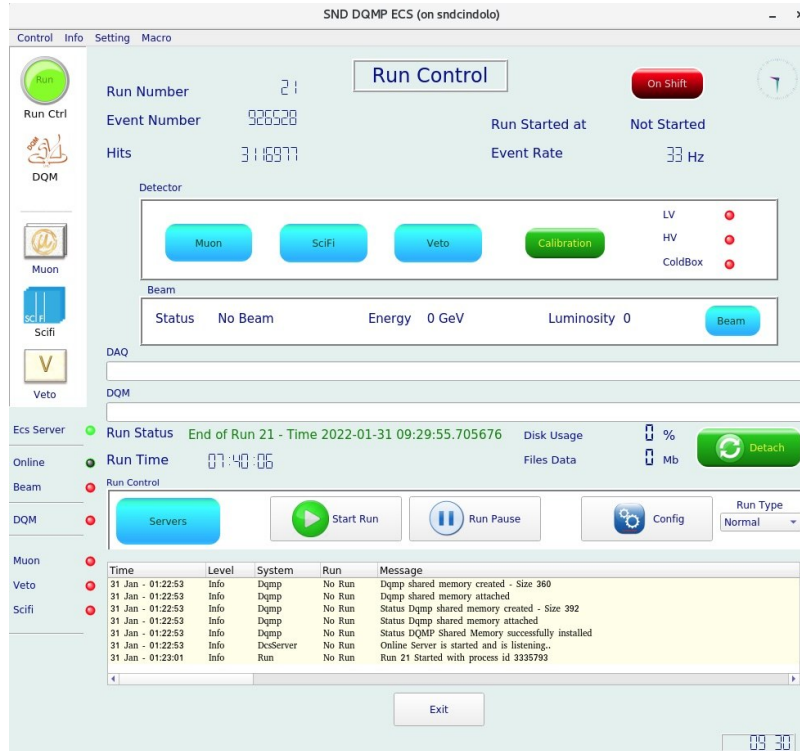 SND DQMP ECS (on sndcindolo)
Control Info Setting Macro
Run
Run Ctrl
DQM
Muon
SC FI
Scifi
V
Veto
Run Control
On Shift
Run Number 21
Event Number 926528
Hits 3116977
Run Started at Not Started
Event Rate 33 Hz
Detector
Muon SciFi Veto Calibration
LV
HV
ColdBox
Beam
Status No Beam Energy 0 GeV Luminosity 0 Beam
DAQ
DQM
Ecs Server
Online
Beam
DQM
Muon
Veto
Scifi
Run Status End of Run 21 - Time 2022-01-31 09:29:55.705676
Disk Usage 0 %
Run Time 07:40:06
Files Data 0 Mb
Detach
Run Control
Servers Start Run Run Pause Config
Run Type
Normal
Time Level System Run Message
31 Jan - 01:22:53 Info Dqmp No Run Dqmp shared memory created - Size 360
31 Jan - 01:22:53 Info Dqmp No Run Dqmp shared memory attached
31 Jan - 01:22:53 Info Dqmp No Run Status Dqmp shared memory created - Size 392
31 Jan - 01:22:53 Info Dqmp No Run Status Dqmp shared memory attached
31 Jan - 01:22:53 Info Dqmp No Run Status DQMP Shared Memory successfully installed
31 Jan - 01:22:53 Info DcsServer No Run Online Server is started and is listening..
31 Jan - 01:23:01 Info Run No Run Run 21 Started with process id 3335793
Exit
09 30